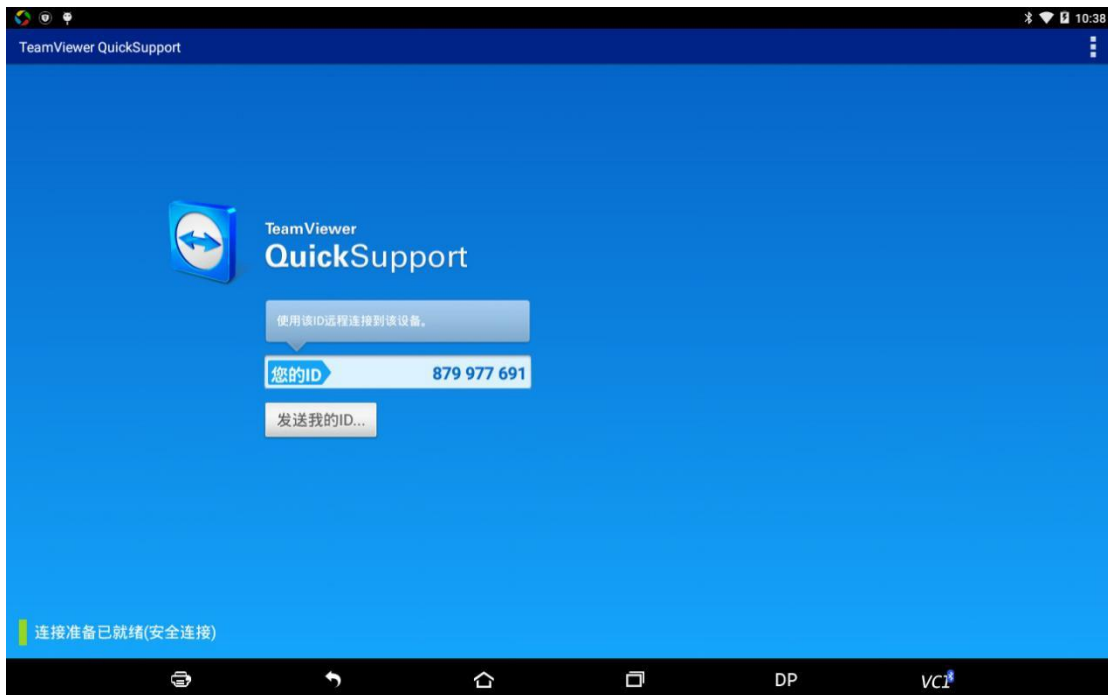 10:38
TeamViewer QuickSupport
TeamViewer
QuickSupport
使用该ID远程连接到该设备。
您的ID 879 977 691
发送我的ID...
连接准备已就绪(安全连接)
DP VCI